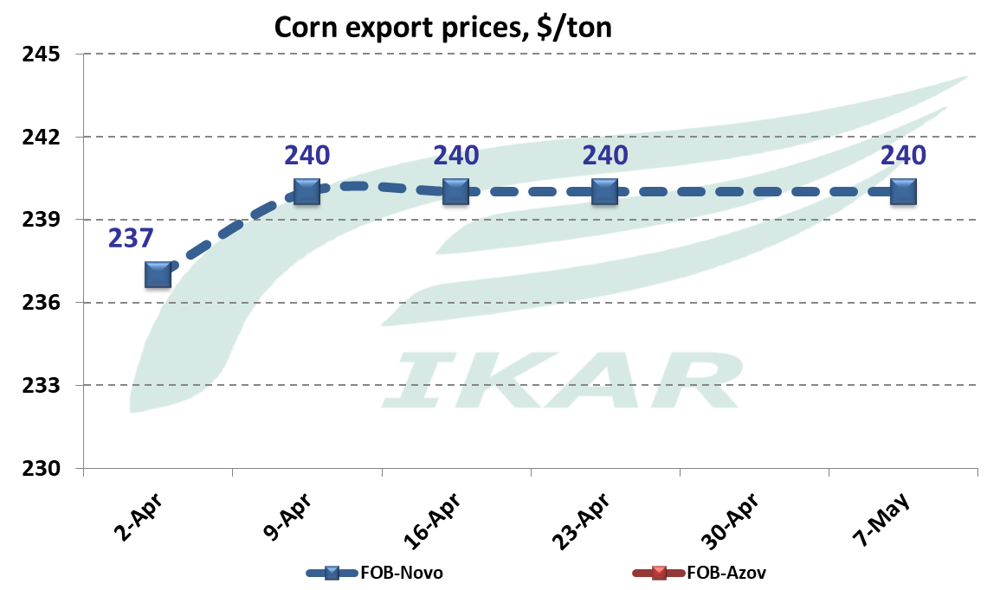 Corn export prices, $/ton
245
242
239
236
233
230
237
240
240
240
240
IKAR
2-Apr
9-Apr
16-Apr
23-Apr
30-Apr
7-May
FOB-Novo
FOB-Azov